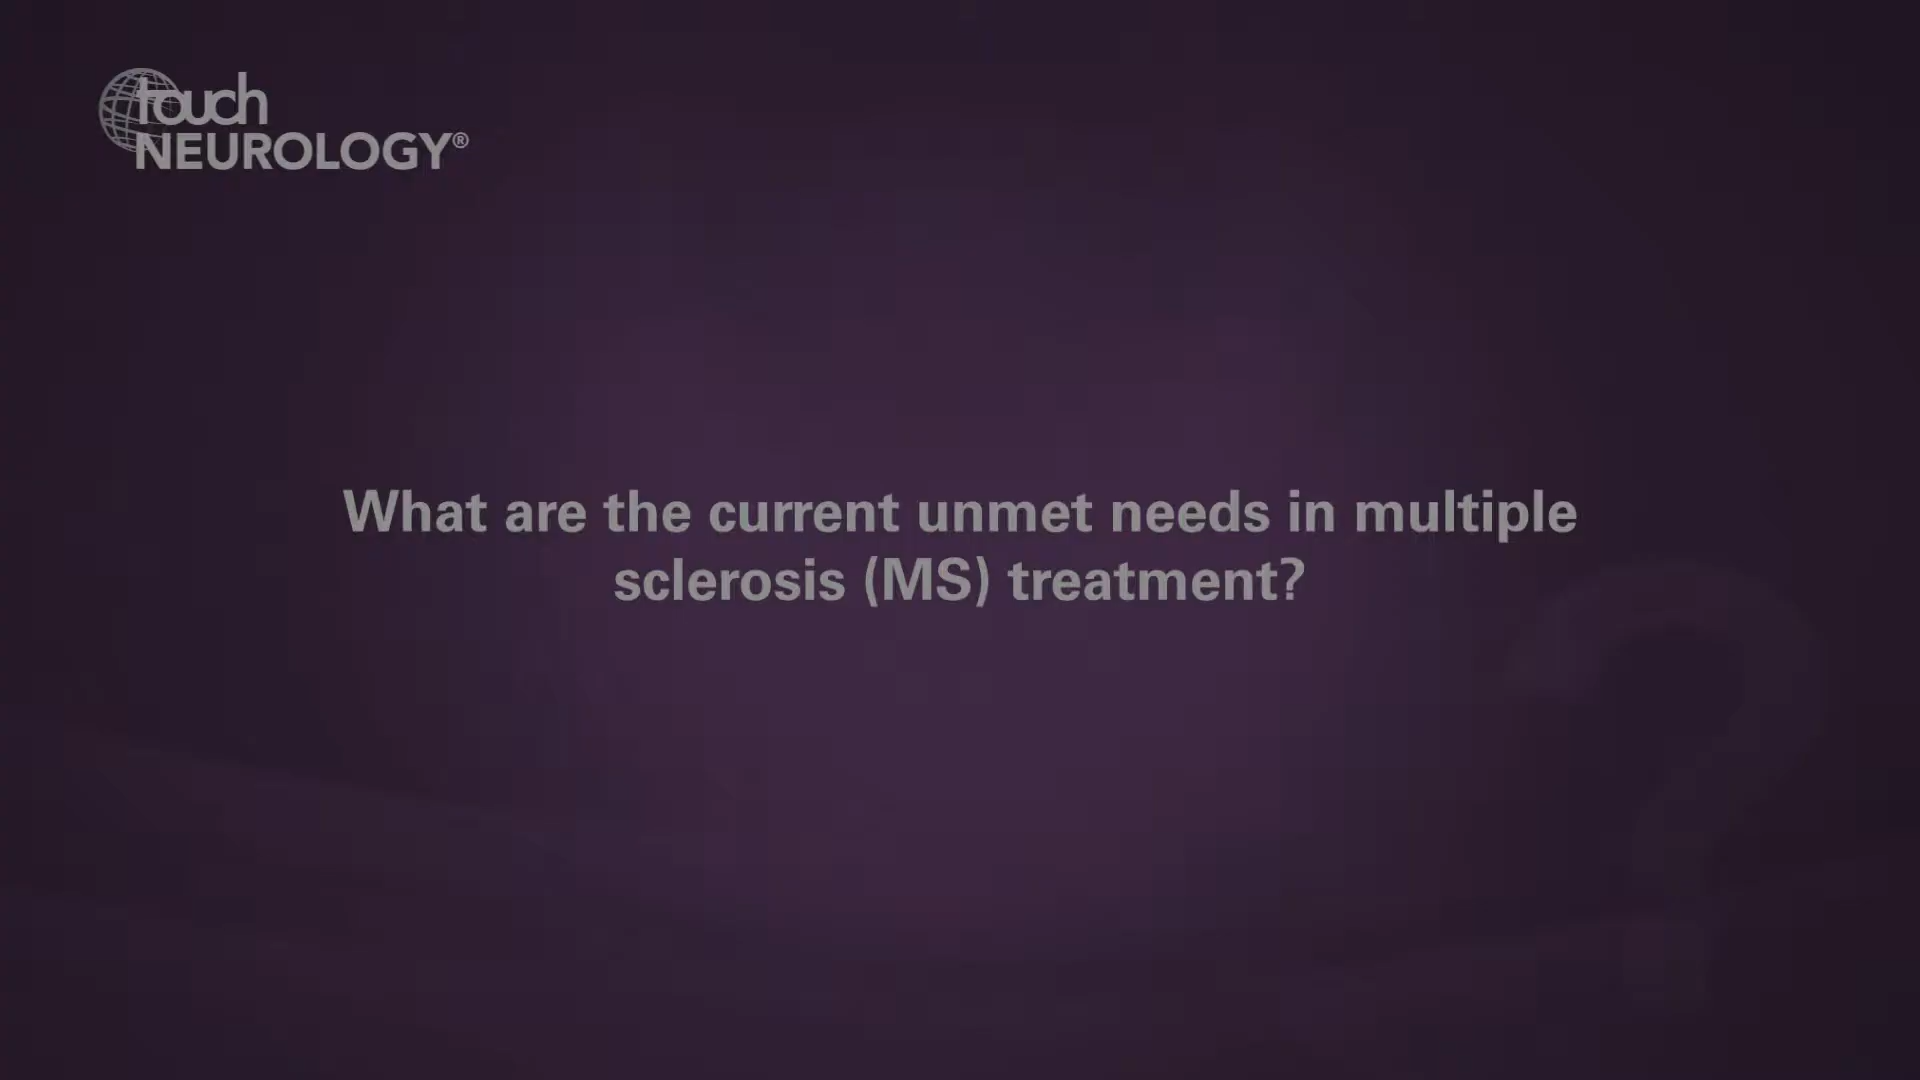 touch
NEUROLOGY®
What are the current unmet needs in multiple
sclerosis (MS) treatment?